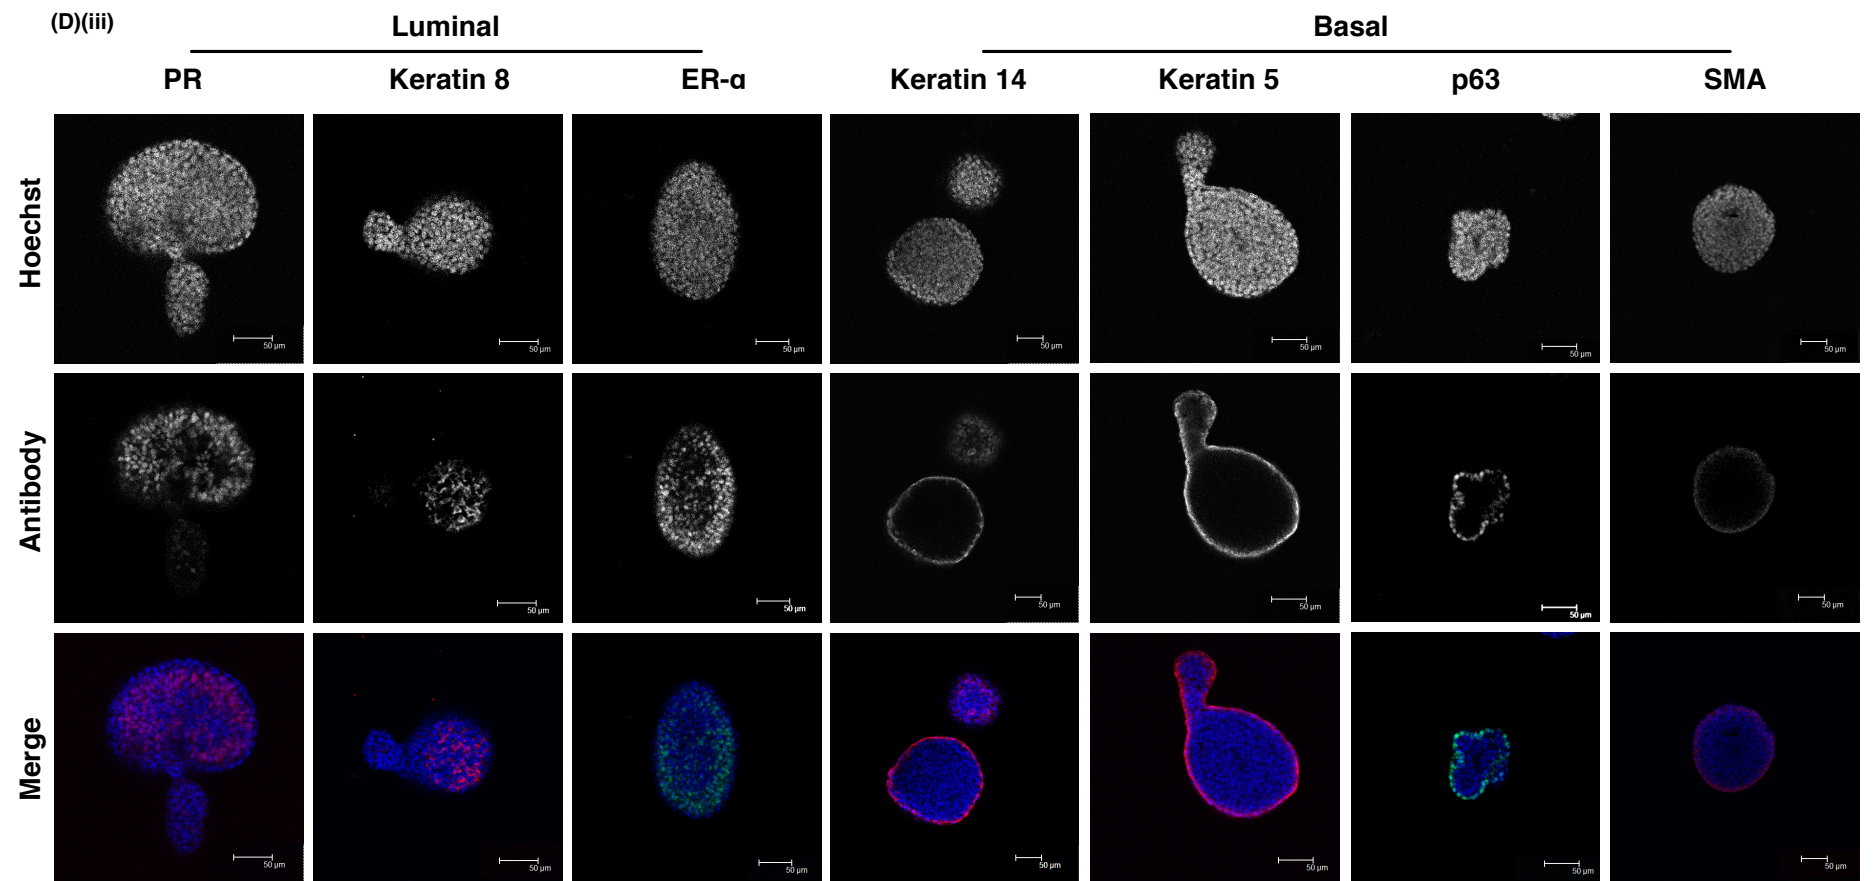 (D)(iii)
Luminal Basal
PR Keratin 8 ER-α Keratin 14 Keratin 5 p63 SMA
Hoechst
50 µm 50 µm 50 µm 50 µm 50 µm 50 µm 50 µm
Antibody
50 µm 50 µm 50 µm 50 µm 50 µm 50 µm
Merge
50 µm 50 µm 50 µm 50 µm 50 µm 50 µm 50 µm